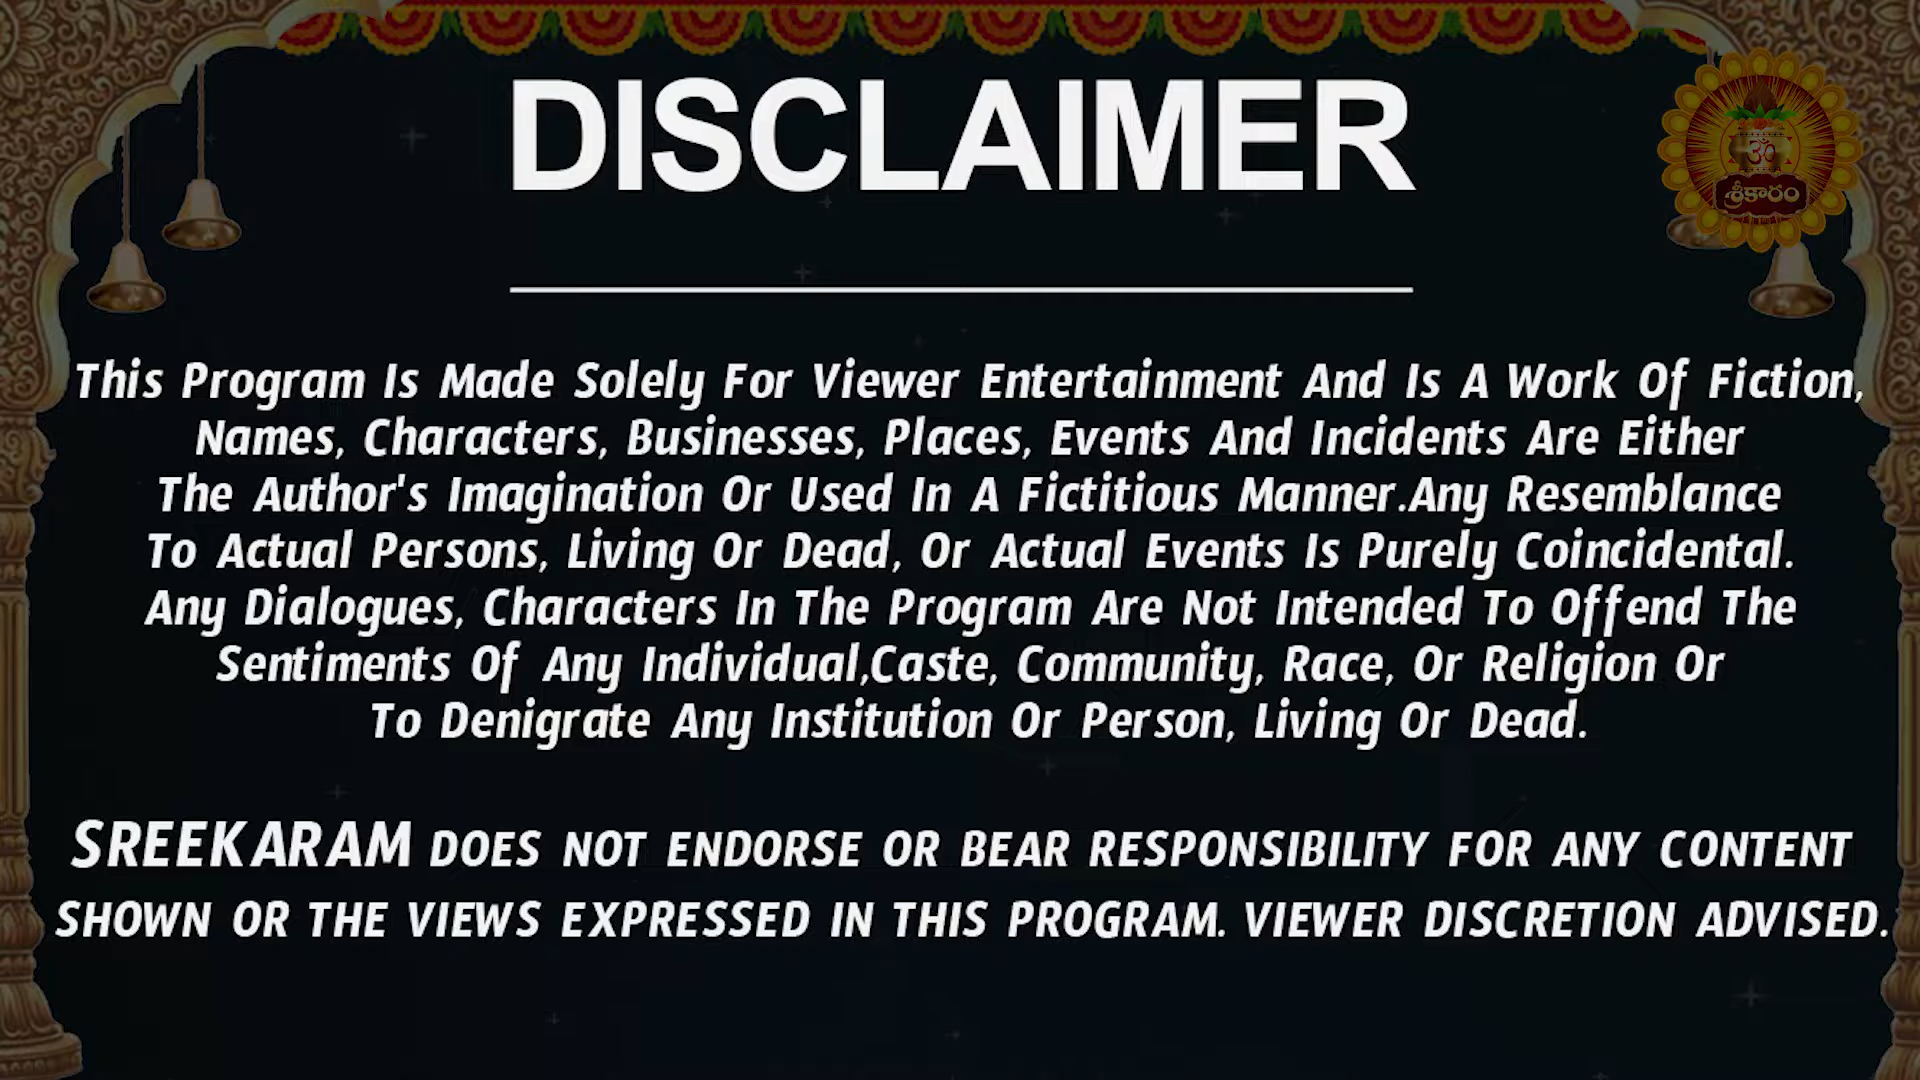 DISCLAIMER
ॐ
శ్రీకారం
This Program Is Made Solely For Viewer Entertainment And Is A Work Of Fiction,
Names, Characters, Businesses, Places, Events And Incidents Are Either
The Author's Imagination Or Used In A Fictitious Manner.Any Resemblance
To Actual Persons, Living Or Dead, Or Actual Events Is Purely Coincidental.
Any Dialogues, Characters In The Program Are Not Intended To Offend The
Sentiments Of Any Individual,Caste, Community, Race, Or Religion Or
To Denigrate Any Institution Or Person, Living Or Dead.
SREEKARAM DOES NOT ENDORSE OR BEAR RESPONSIBILITY FOR ANY CONTENT
SHOWN OR THE VIEWS EXPRESSED IN THIS PROGRAM. VIEWER DISCRETION ADVISED.